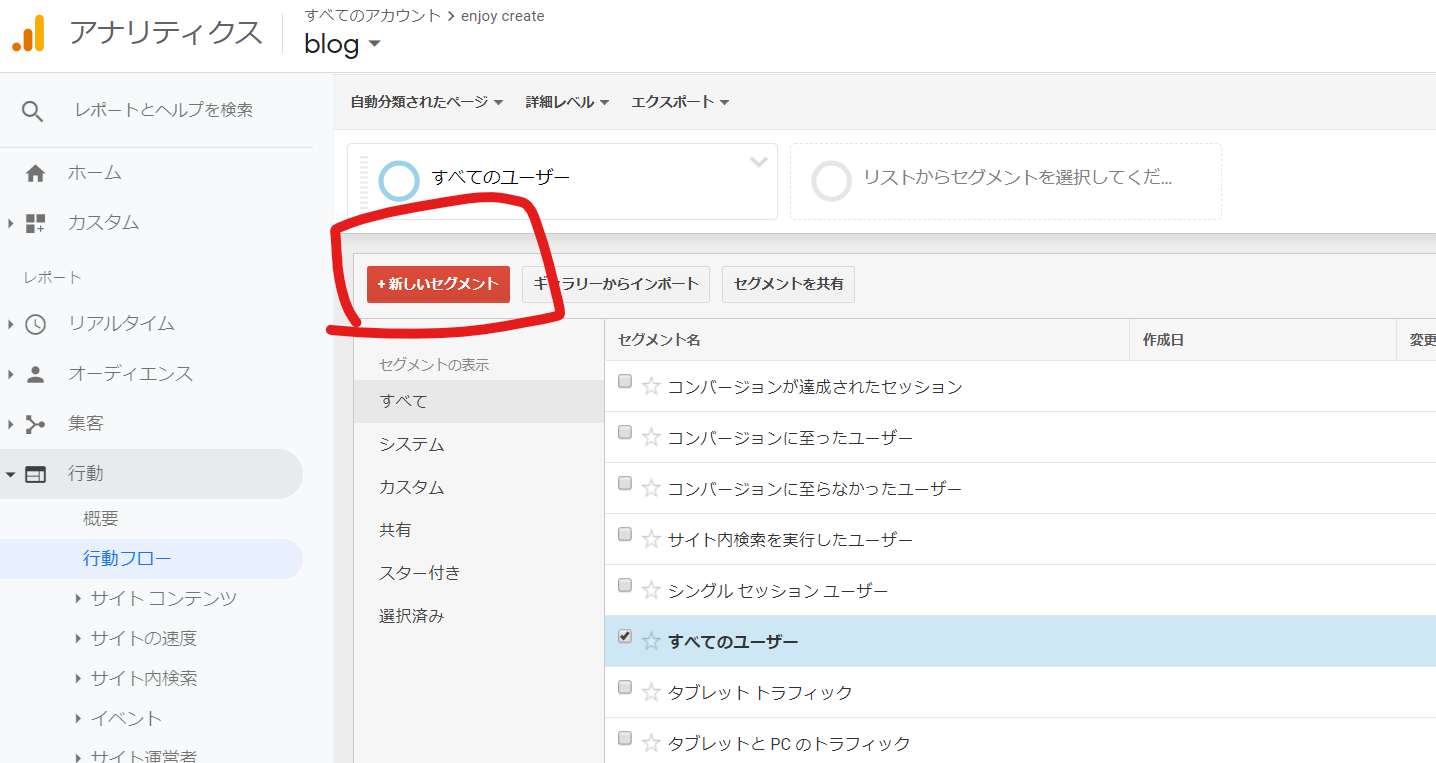 アナリティクス
すべてのアカウント > enjoy create
blog
レポートとヘルプを検索
ホーム
カスタム
レポート
リアルタイム
オーディエンス
集客
行動
概要
行動フロー
サイト コンテンツ
サイトの速度
サイト内検索
イベント
サイト運営者
自動分類されたページ
詳細レベル
エクスポート
すべてのユーザー
リストからセグメントを選択してくだ...
+ 新しいセグメント
ギャラリーからインポート
セグメントを共有
セグメントの表示
すべて
システム
カスタム
共有
スター付き
選択済み
セグメント名
作成日
変更
コンバージョンが達成されたセッション
コンバージョンに至ったユーザー
コンバージョンに至らなかったユーザー
サイト内検索を実行したユーザー
シングル セッション ユーザー
すべてのユーザー
タブレット トラフィック
タブレットと PC のトラフィック